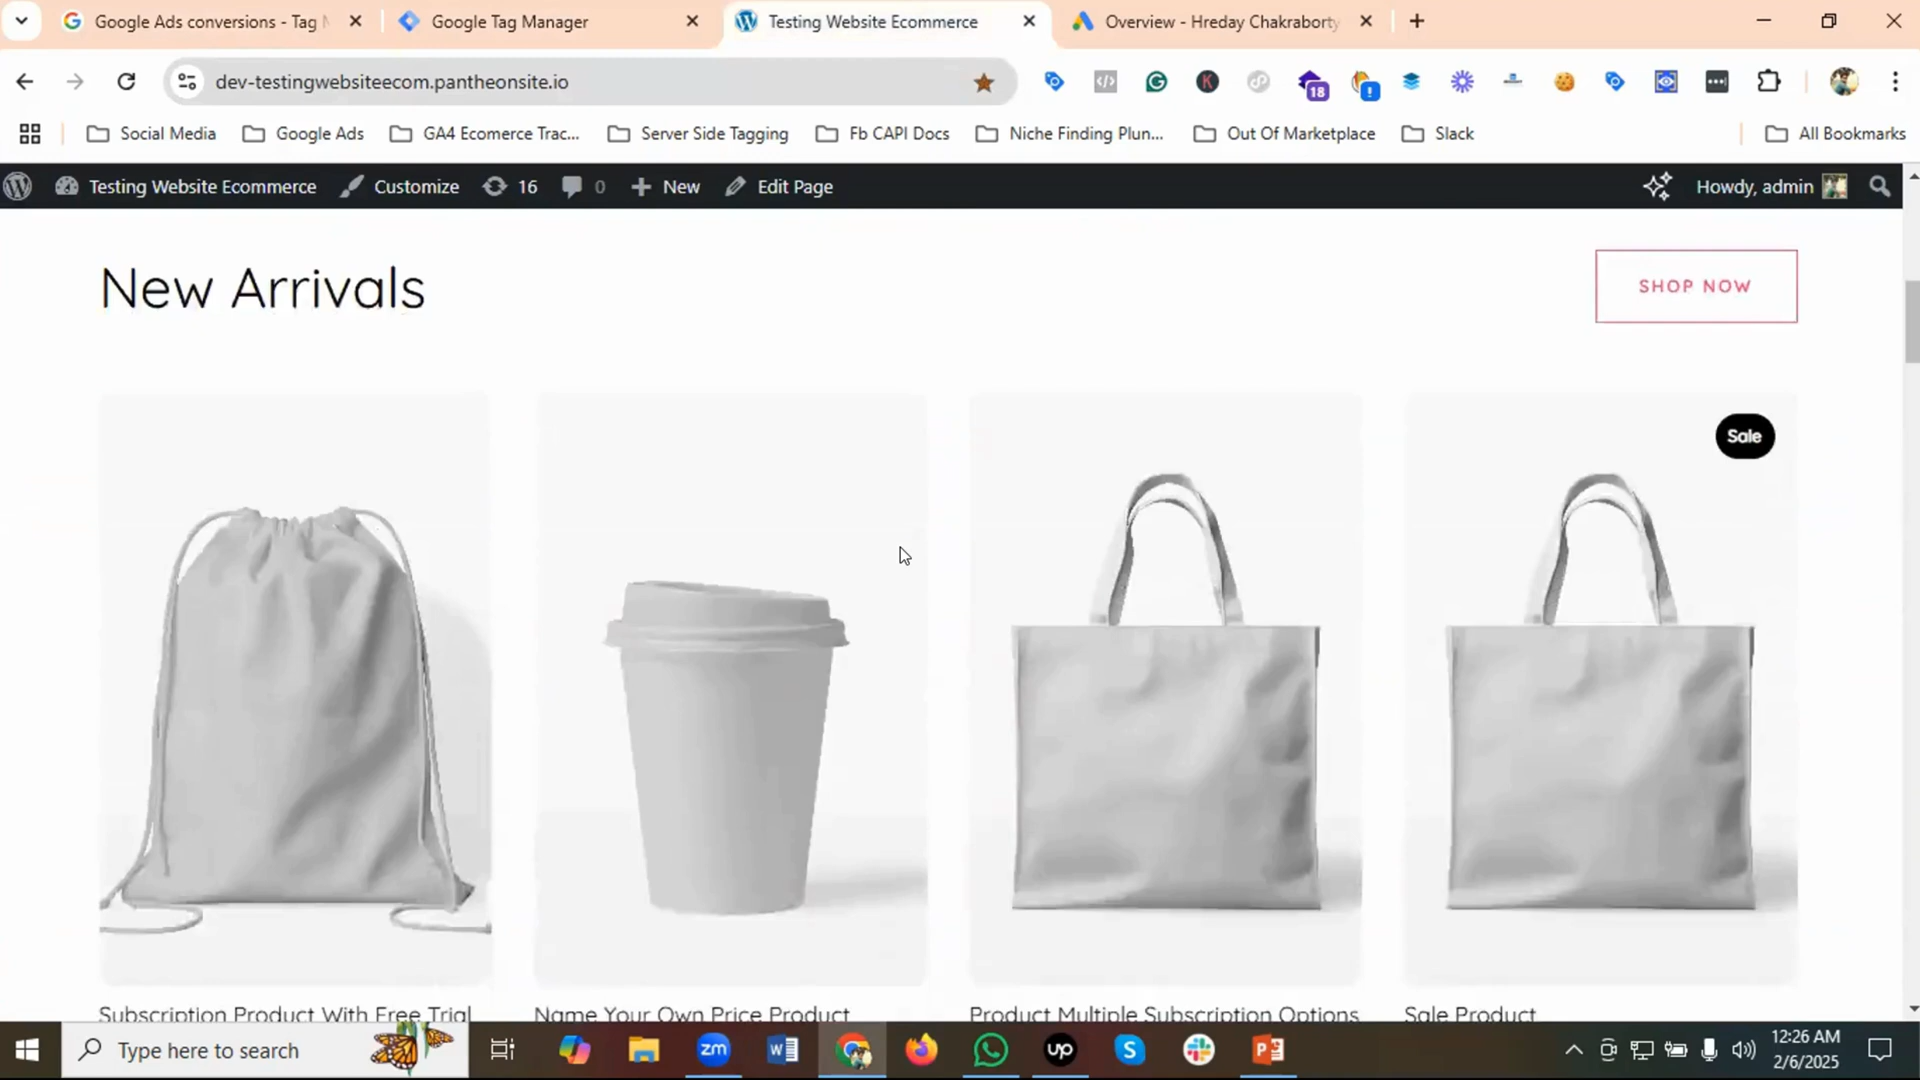 Google Ads conversions - Tag M
Google Tag Manager
Testing Website Ecommerce
Overview - Hreday Chakraborty
dev-testingwebsiteecom.pantheonsite.io
18
Social Media
Google Ads
GA4 Ecomerce Trac...
Server Side Tagging
Fb CAPI Docs
Niche Finding Plun...
Out Of Marketplace
Slack
All Bookmarks
Testing Website Ecommerce
Customize
16
0
New
Edit Page
Howdy, admin
New Arrivals
SHOP NOW
Sale
Subscription Product With Free Trial
Name Your Own Price Product
Product Multiple Subscription Options
Sale Product
Type here to search
zm
up
12:26 AM
2/6/2025